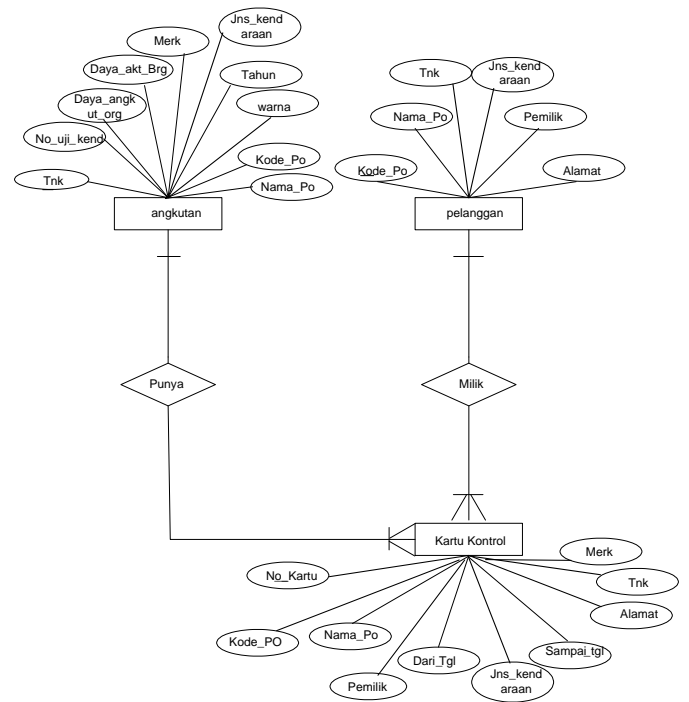 Jns_kend
araan
Merk
Daya_akt_Brg
Tahun
Daya_angk
ut_org
warna
No_uji_kend
Kode_Po
Tnk
Nama_Po
angkutan
Tnk
Jns_kend
araan
Nama_Po
Pemilik
Kode_Po
Alamat
pelanggan
Punya
Milik
Kartu Kontrol
Merk
No_Kartu
Tnk
Alamat
Kode_PO
Nama_Po
Sampai_tgl
Dari_Tgl
Pemilik
Jns_kend
araan